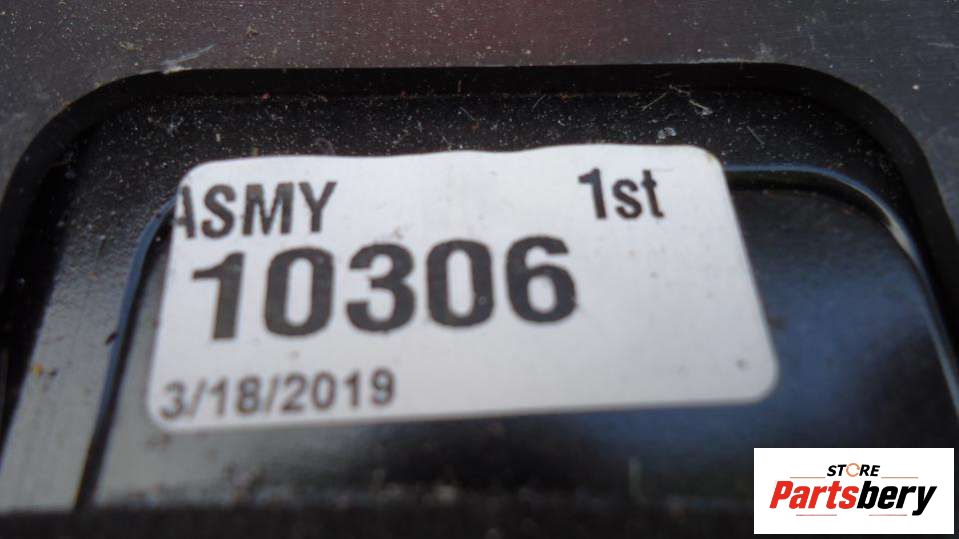 ASMY 1st
10306
3/18/2019
STORE
Partsbery